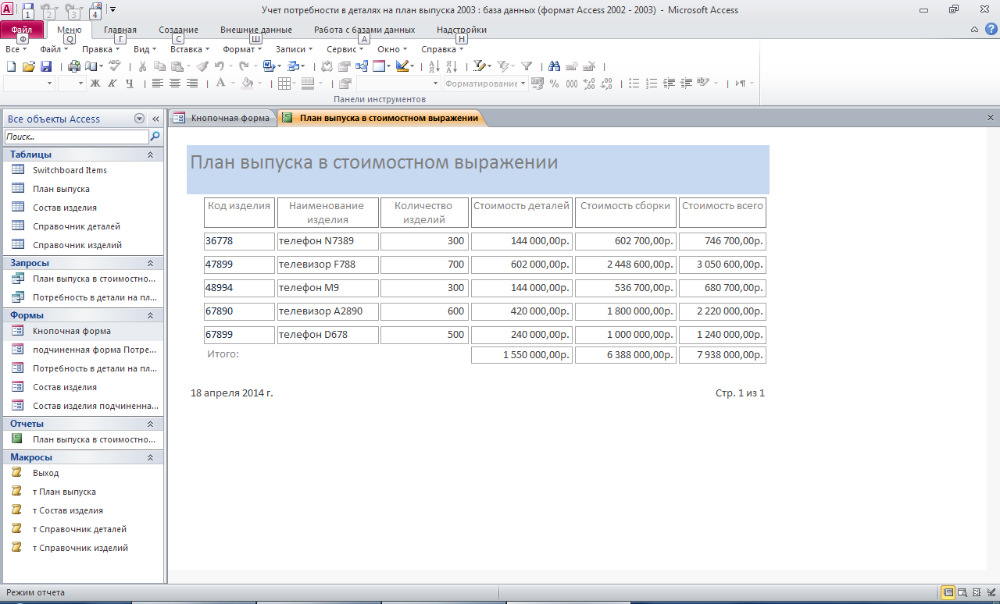 Учет потребности в деталях на план выпуска 2003 : база данных (формат Access 2002 - 2003) - Microsoft Access
1 2 3 4
Файл Меню Главная Создание Внешние данные Работа с базами данных Надстройки
Ф Q Г С Ш А Н
Все Файл Правка Вид Вставка Формат Записи Сервис Окно Справка
Ж К Ч Форматирование % 000
Панели инструментов
Все объекты Access
Поиск...
Таблицы
Switchboard Items
План выпуска
Состав изделия
Справочник деталей
Справочник изделий
Запросы
План выпуска в стоимостно...
Потребность в детали на пл...
Формы
Кнопочная форма
подчиненная форма Потре...
Потребность в детали на пл...
Состав изделия
Состав изделия подчиненна...
Отчеты
План выпуска в стоимостно...
Макросы
Выход
т План выпуска
т Состав изделия
т Справочник деталей
т Справочник изделий
Кнопочная форма План выпуска в стоимостном выражении
План выпуска в стоимостном выражении
Код изделия Наименование изделия Количество изделий Стоимость деталей Стоимость сборки Стоимость всего
36778 телефон N7389 300 144 000,00р. 602 700,00р. 746 700,00р.
47899 телевизор F788 700 602 000,00р. 2 448 600,00р. 3 050 600,00р.
48994 телефон М9 300 144 000,00р. 536 700,00р. 680 700,00р.
67890 телевизор А2890 600 420 000,00р. 1 800 000,00р. 2 220 000,00р.
67899 телефон D678 500 240 000,00р. 1 000 000,00р. 1 240 000,00р.
Итого: 1 550 000,00р. 6 388 000,00р. 7 938 000,00р.
18 апреля 2014 г. Стр. 1 из 1
Режим отчета